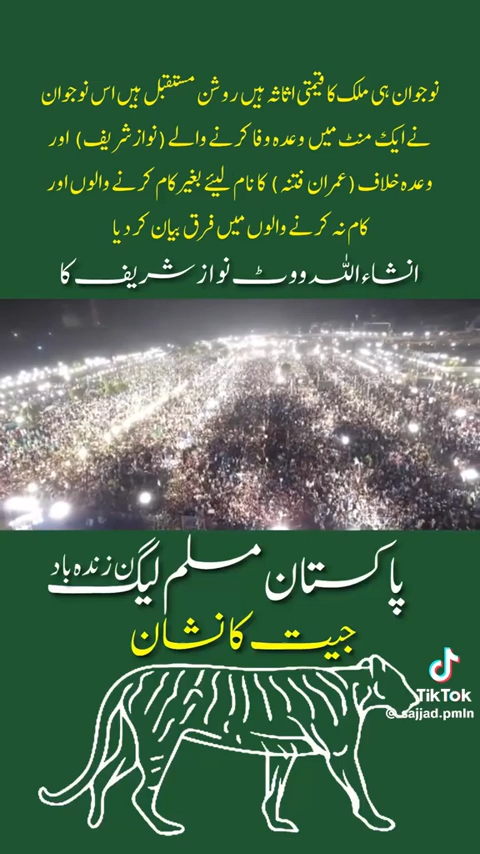 نوجوان ہی ملک کا قیمتی اثاثہ ہیں روشن مستقبل ہیں اس نوجوان
نے ایک منٹ میں وعدہ وفا کرنے والے (نواز شریف) اور
وعدہ خلاف (عمران فتنہ) کا نام لیئے بغیر کام کرنے والوں اور
کام نہ کرنے والوں میں فرق بیان کر دیا
انشاءاللہ ووٹ نواز شریف کا
پاکستان مسلم لیگ ن زندہ باد
جیت کا نشان
TikTok
@_sajjad.pmln